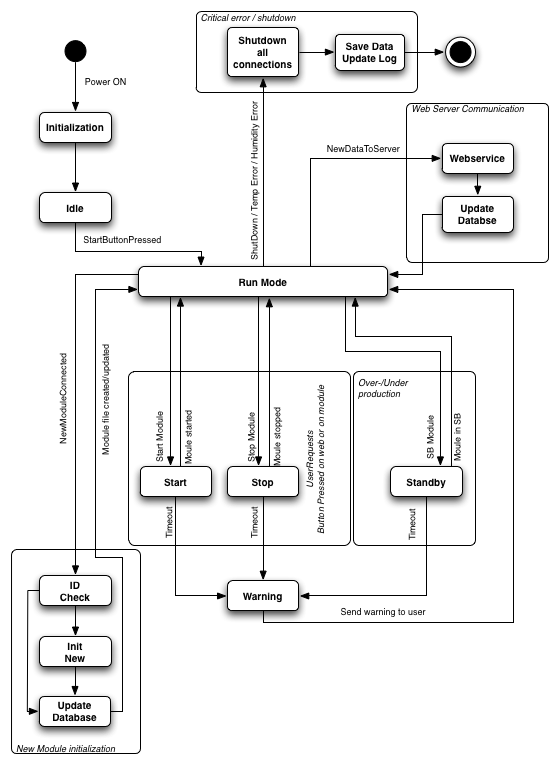 Critical error / shutdown
Shutdown
all
connections
Save Data
Update Log
Power ON
Initialization
ShutDown / Temp Error / Humidity Error
Web Server Communication
NewDataToServer
Webservice
Update
Databse
Idle
StartButtonPressed
Run Mode
NewModuleConnected
Module file created/updated
Start Module
Moule started
Stop Module
Moule stopped
UserRequests
Button Pressed on web or on module
Over-/Under
production
SB Module
Moule in SB
Start
Stop
Standby
Timeout
Timeout
Timeout
Warning
Send warning to user
ID
Check
Init
New
Update
Database
New Module initialization